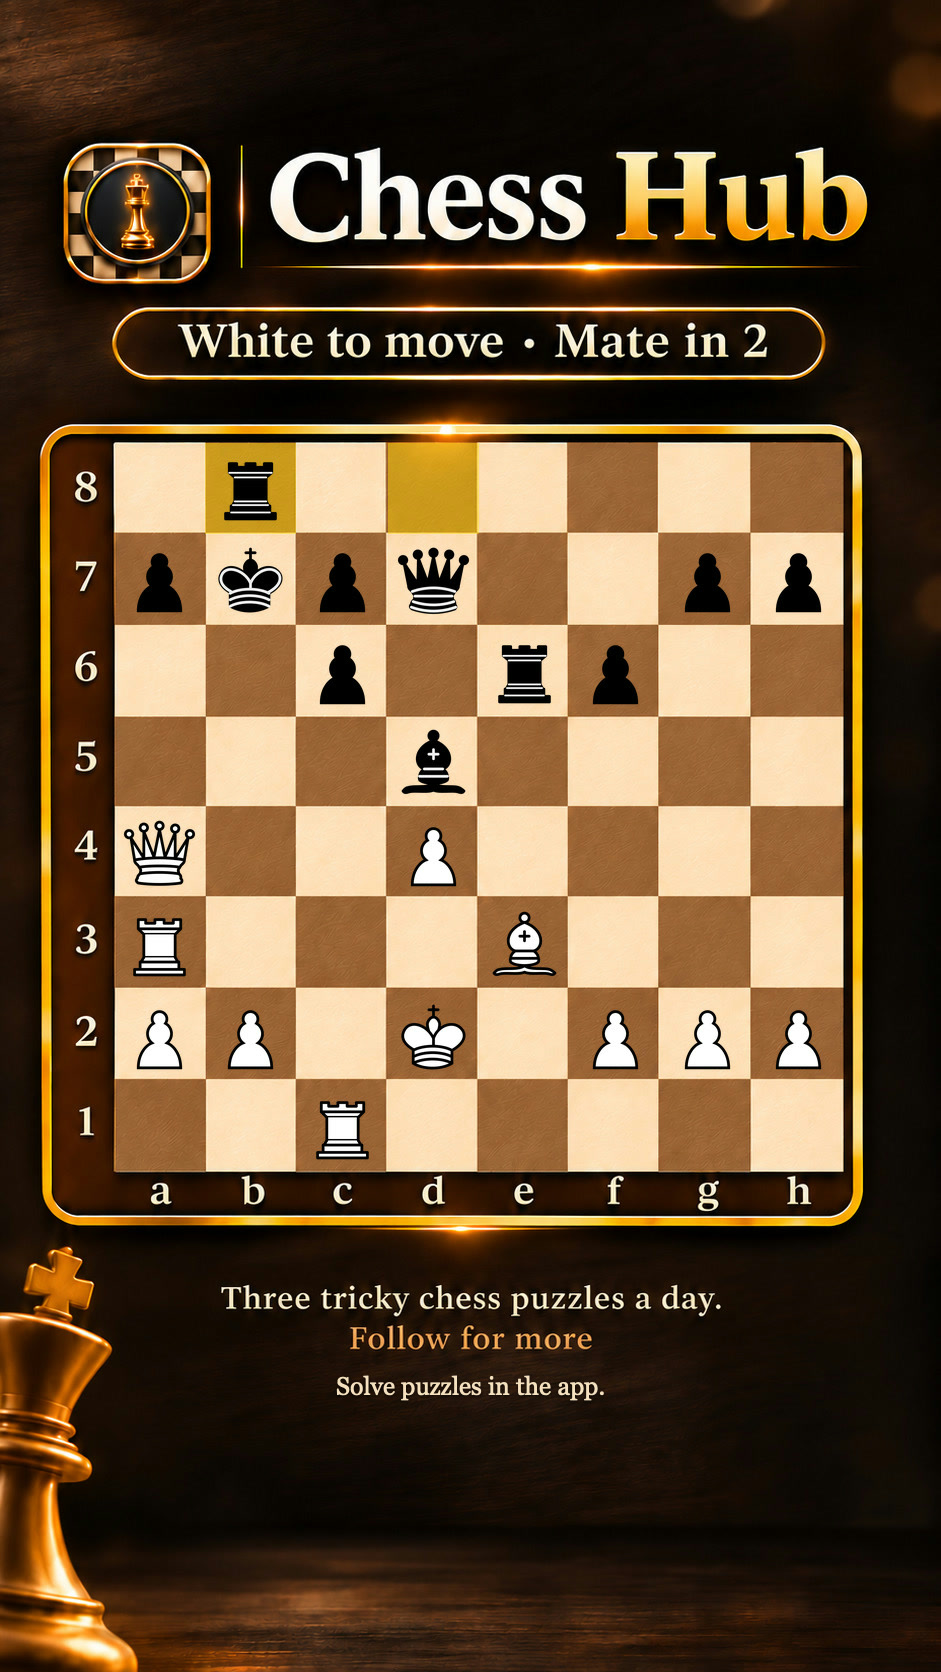 Chess Hub
White to move · Mate in 2
8
7
6
5
4
3
2
1
a b c d e f g h
Three tricky chess puzzles a day.
Follow for more
Solve puzzles in the app.